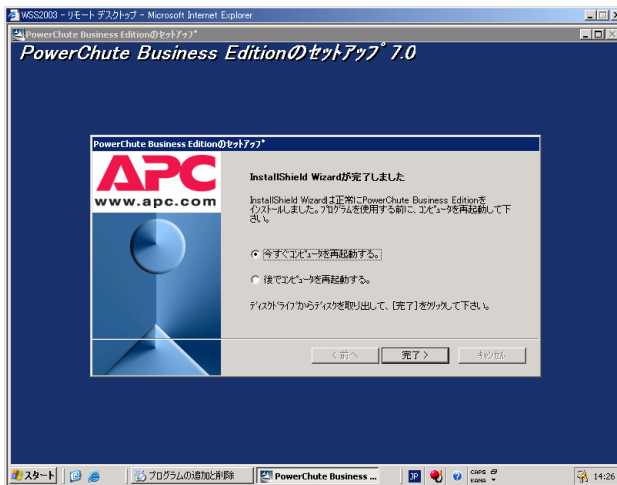 WSS2003 - リモート デスクトップ - Microsoft Internet Explorer
PowerChute Business Editionのセットアップ
PowerChute Business Editionのセットアップ 7.0
PowerChute Business Editionのセットアップ
APC
www.apc.com
InstallShield Wizardが完了しました
InstallShield Wizardは正常にPowerChute Business Editionを
インストールしました。プログラムを使用する前に、コンピュータを再起動して下
さい。
今すぐコンピュータを再起動する。
後でコンピュータを再起動する。
ディスクドライブからディスクを取り出して、[完了]をクリックして下さい。
< 前へ
完了 >
キャンセル
スタート
プログラムの追加と削除
PowerChute Business ...
JP
CAPS
KANA
14:26